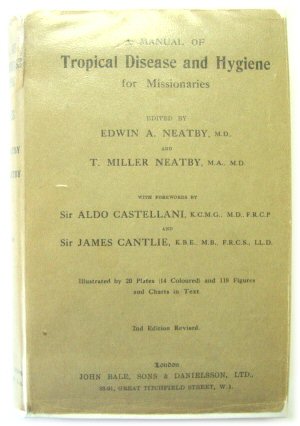 A MANUAL OF
Tropical Disease and Hygiene
for Missionaries
EDITED BY
EDWIN A. NEATBY, M.D.
AND
T. MILLER NEATBY, M.A. M.D.
WITH FOREWORDS BY
Sir ALDO CASTELLANI, K.C.M.G., M.D., F.R.C.P
AND
Sir JAMES CANTLIE, K.B.E., M.B., F.R.C.S., LL.D.
Illustrated by 20 Plates (14 Coloured) and 110 Figures
and Charts in Text.
2nd Edition Revised.
London
JOHN BALE, SONS & DANIELSSON, LTD.,
GREAT TITCHFIELD STREET, W.1.